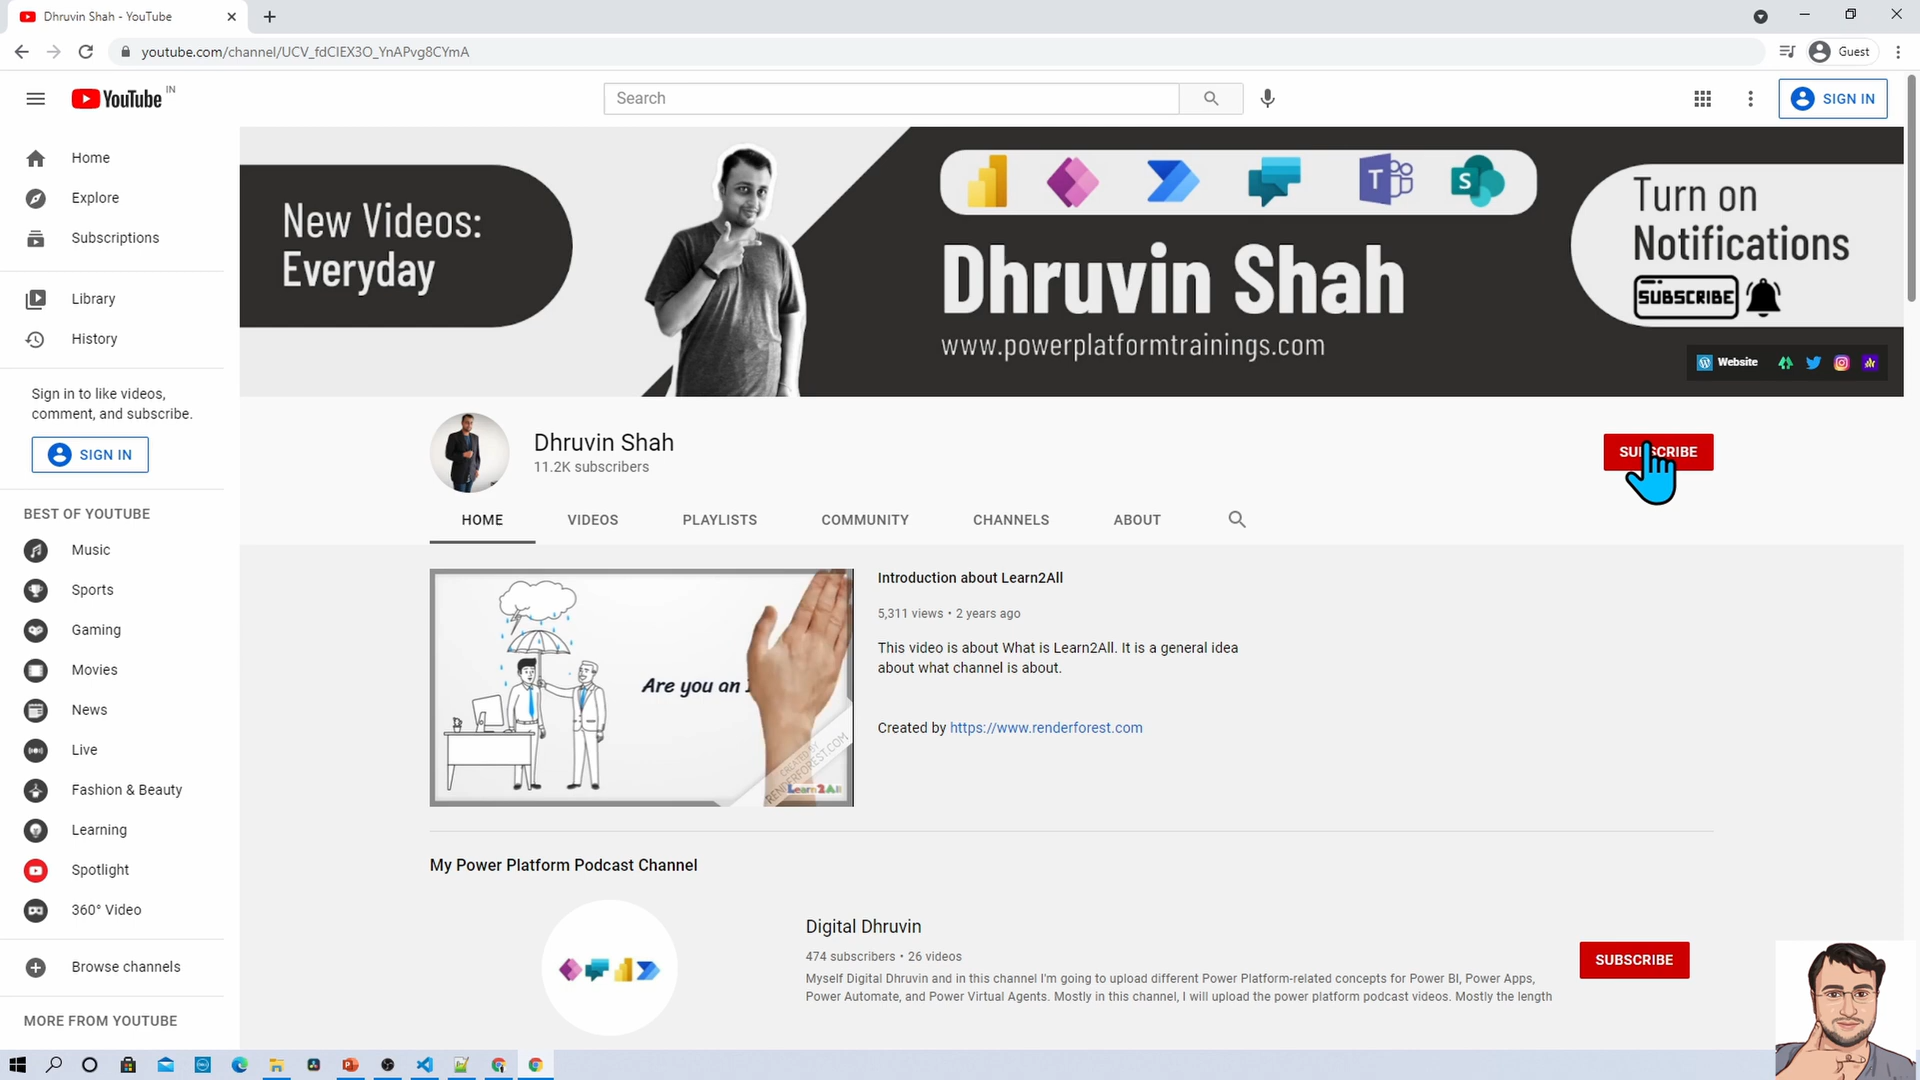 Dhruvin Shah - YouTube
youtube.com/channel/UCV_fdCIEX3O_YnAPvg8CYmA
Guest
YouTube IN
Search
SIGN IN
Home
Explore
Subscriptions
Library
History
Sign in to like videos,
comment, and subscribe.
SIGN IN
BEST OF YOUTUBE
Music
Sports
Gaming
Movies
News
Live
Fashion & Beauty
Learning
Spotlight
360° Video
Browse channels
MORE FROM YOUTUBE
New Videos:
Everyday
Dhruvin Shah
www.powerplatformtrainings.com
Turn on
Notifications
SUBSCRIBE
Website
Dhruvin Shah
11.2K subscribers
SUBSCRIBE
HOME
VIDEOS
PLAYLISTS
COMMUNITY
CHANNELS
ABOUT
Are you an
CREATED BY
RENDERFOREST.COM
Learn2All
Introduction about Learn2All
5,311 views • 2 years ago
This video is about What is Learn2All. It is a general idea
about what channel is about.
Created by https://www.renderforest.com
My Power Platform Podcast Channel
Digital Dhruvin
474 subscribers • 26 videos
Myself Digital Dhruvin and in this channel I'm going to upload different Power Platform-related concepts for Power BI, Power Apps,
Power Automate, and Power Virtual Agents. Mostly in this channel, I will upload the power platform podcast videos. Mostly the length
SUBSCRIBE